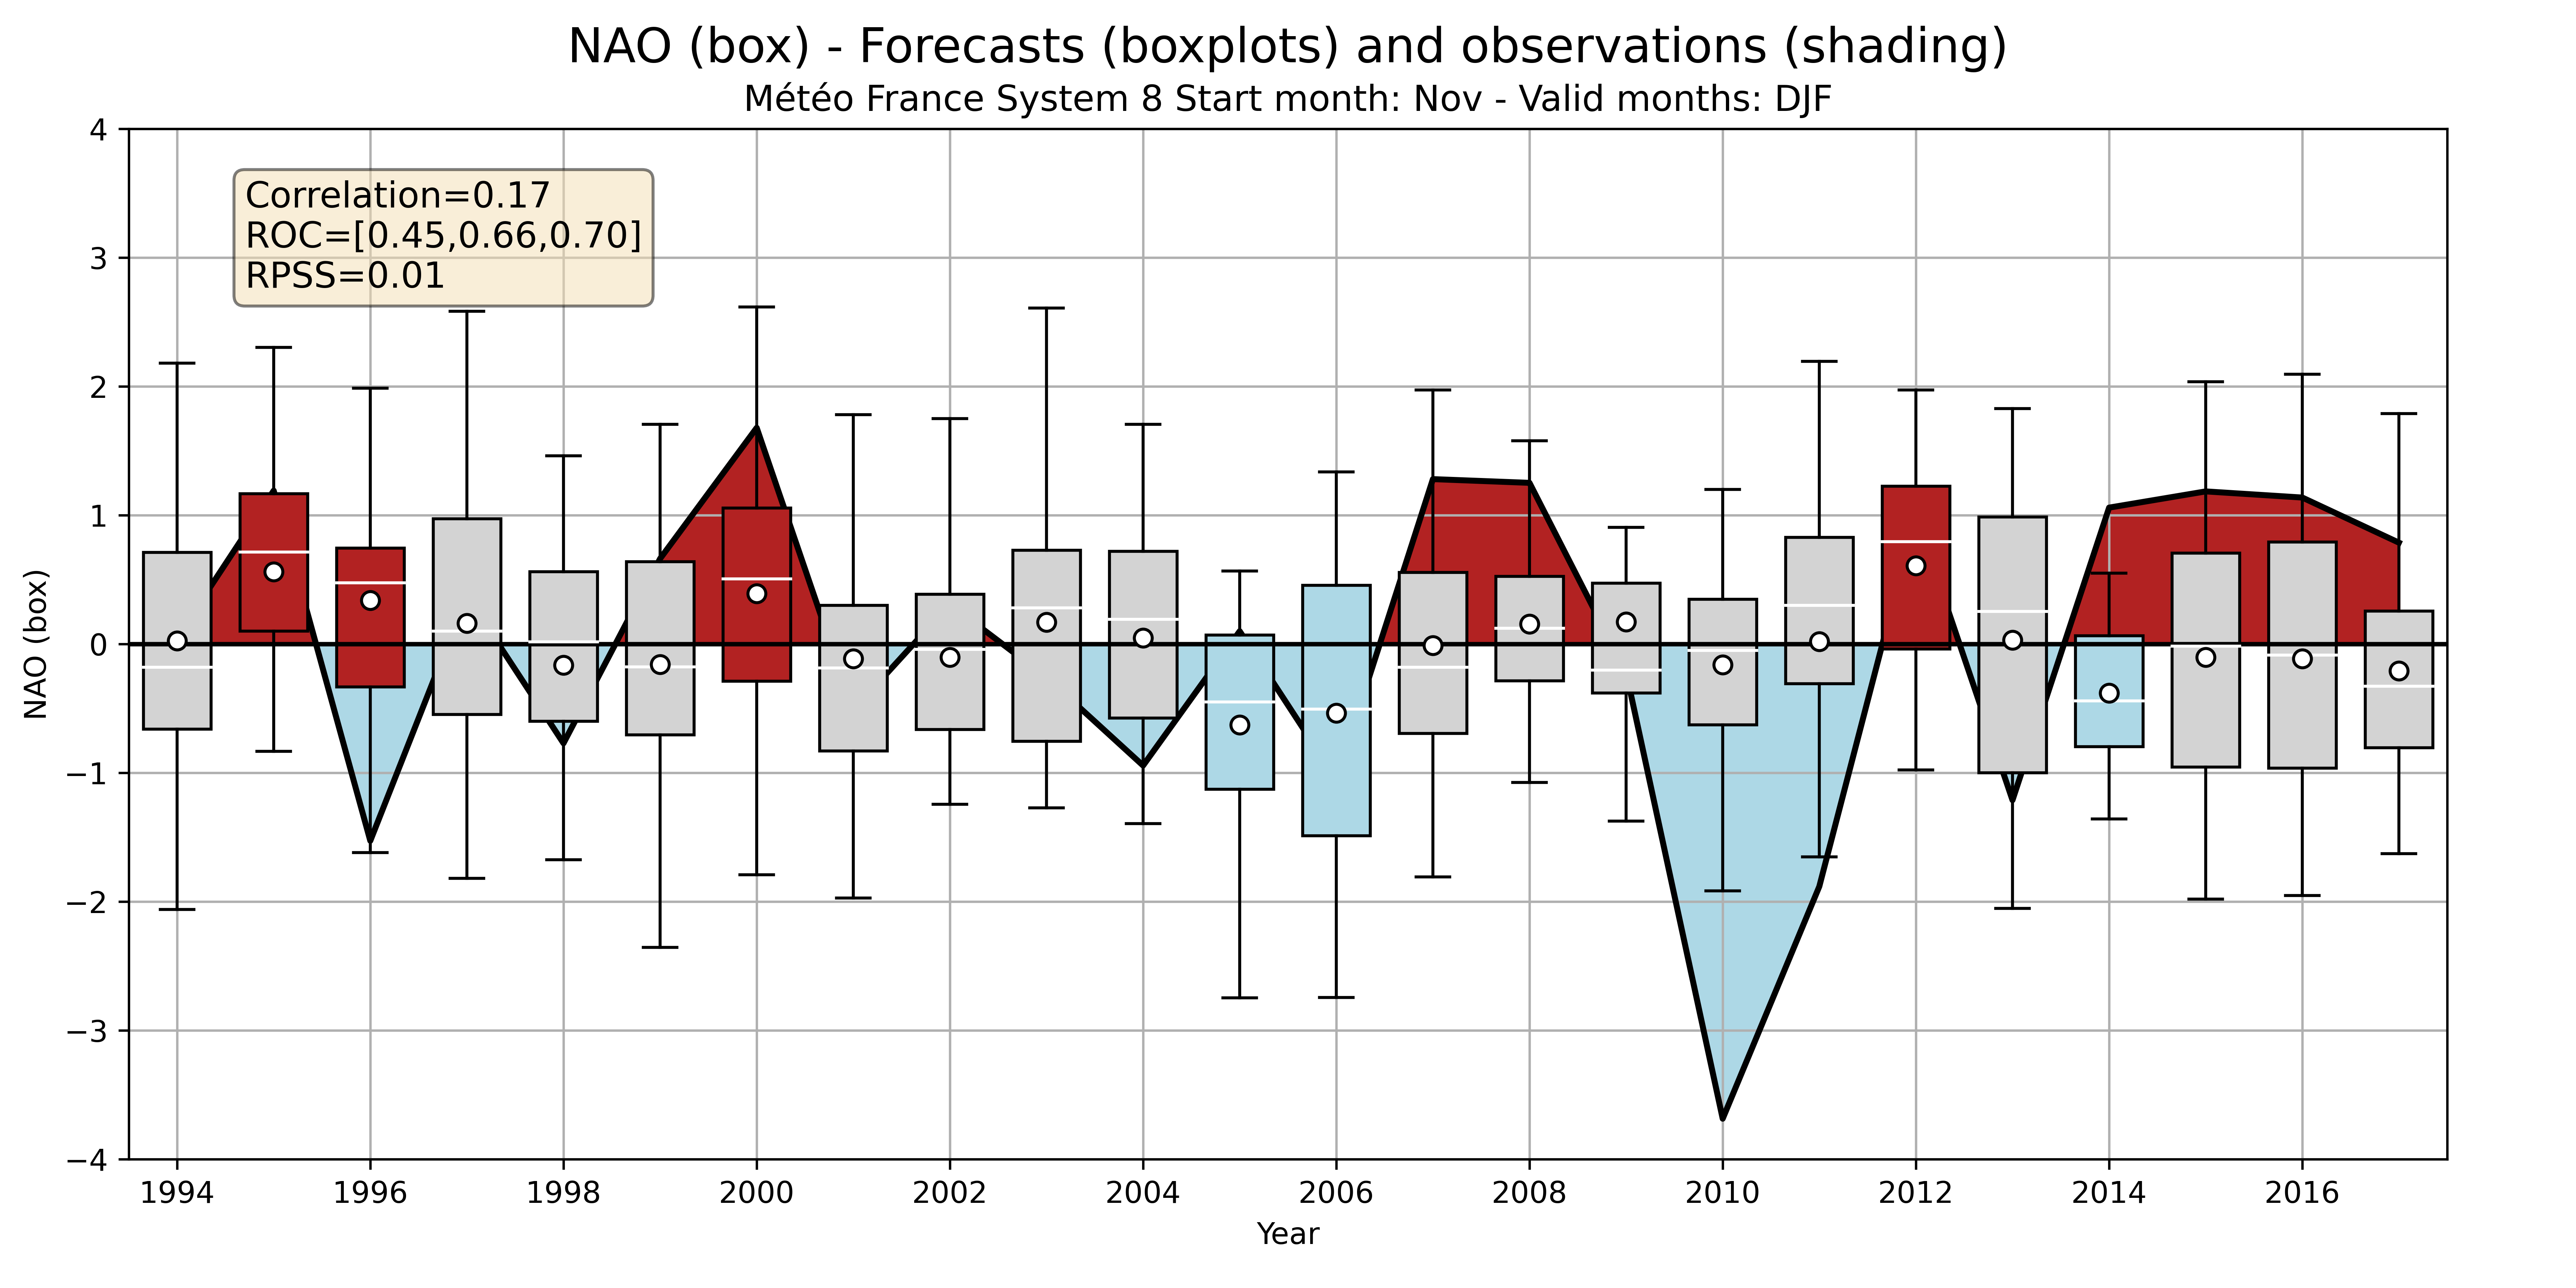 NAO (box) - Forecasts (boxplots) and observations (shading)
Météo France System 8 Start month: Nov - Valid months: DJF
Correlation=0.17
ROC=[0.45,0.66,0.70]
RPSS=0.01
NAO (box)
4
3
2
1
0
−1
−2
−3
−4
1994 1996 1998 2000 2002 2004 2006 2008 2010 2012 2014 2016
Year